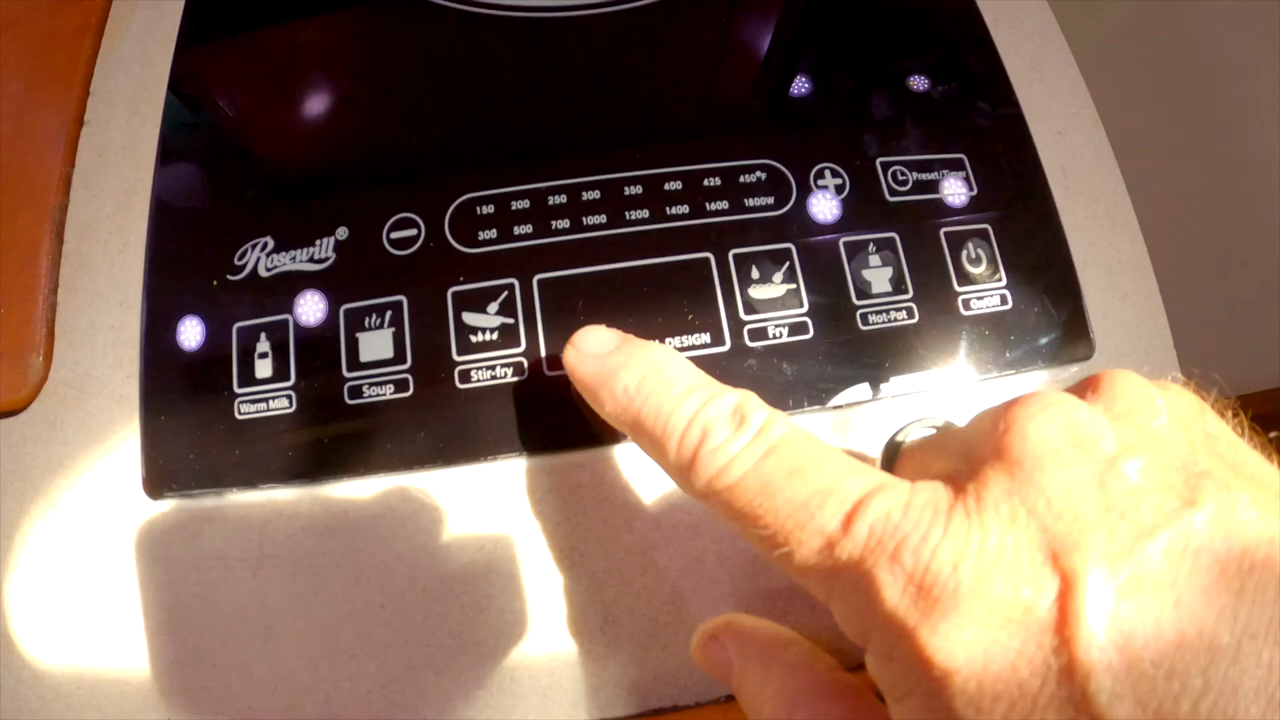 150 200 250 300 350 400 425 450°F
300 500 700 1000 1200 1400 1600 1800W
Preset/Timer
Rosewill®
Warm Milk
Soup
Stir-fry
DESIGN
Fry
Hot-Pot
On/Off